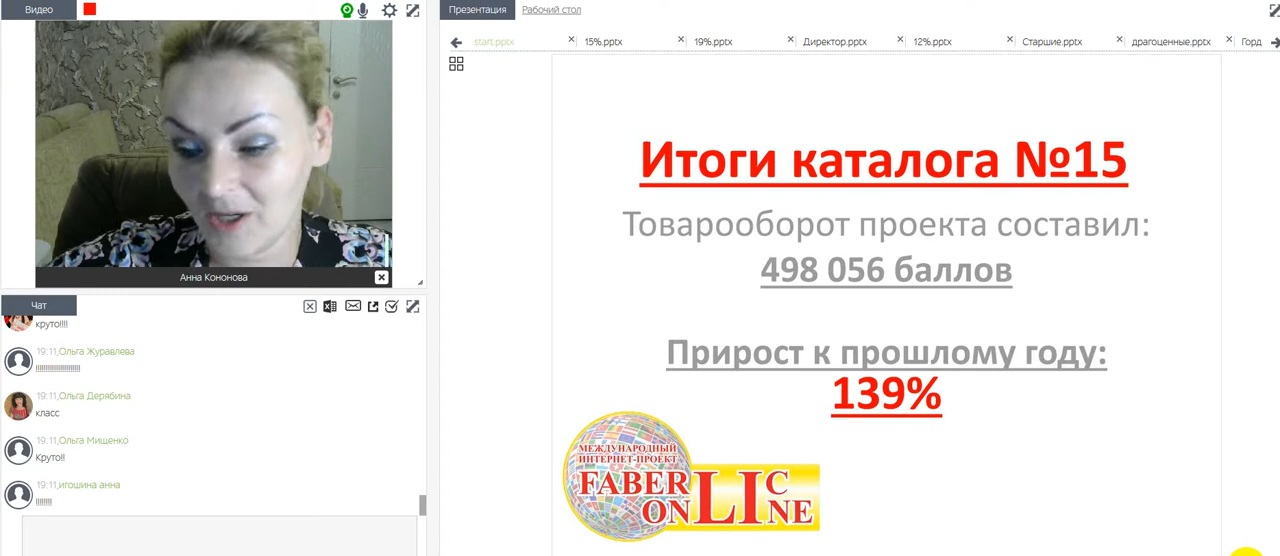 Видео
Презентация
Рабочий стол
start.pptx
15%.pptx
19%.pptx
Директор.pptx
12%.pptx
Старшие.pptx
драгоценные.pptx
Горд
Анна Кононова
Чат
круто!!!!
19:11,Ольга Журавлева
19:11,Ольга Дерябина
класс
19:11,Ольга Мищенко
Круто!!
19:11,игошина анна
Итоги каталога №15
Товарооборот проекта составил:
498 056 баллов
Прирост к прошлому году:
139%
МЕЖДУНАРОДНЫЙ
ИНТЕРНЕТ-ПРОЕКТ
FABERLIC
ONLINE